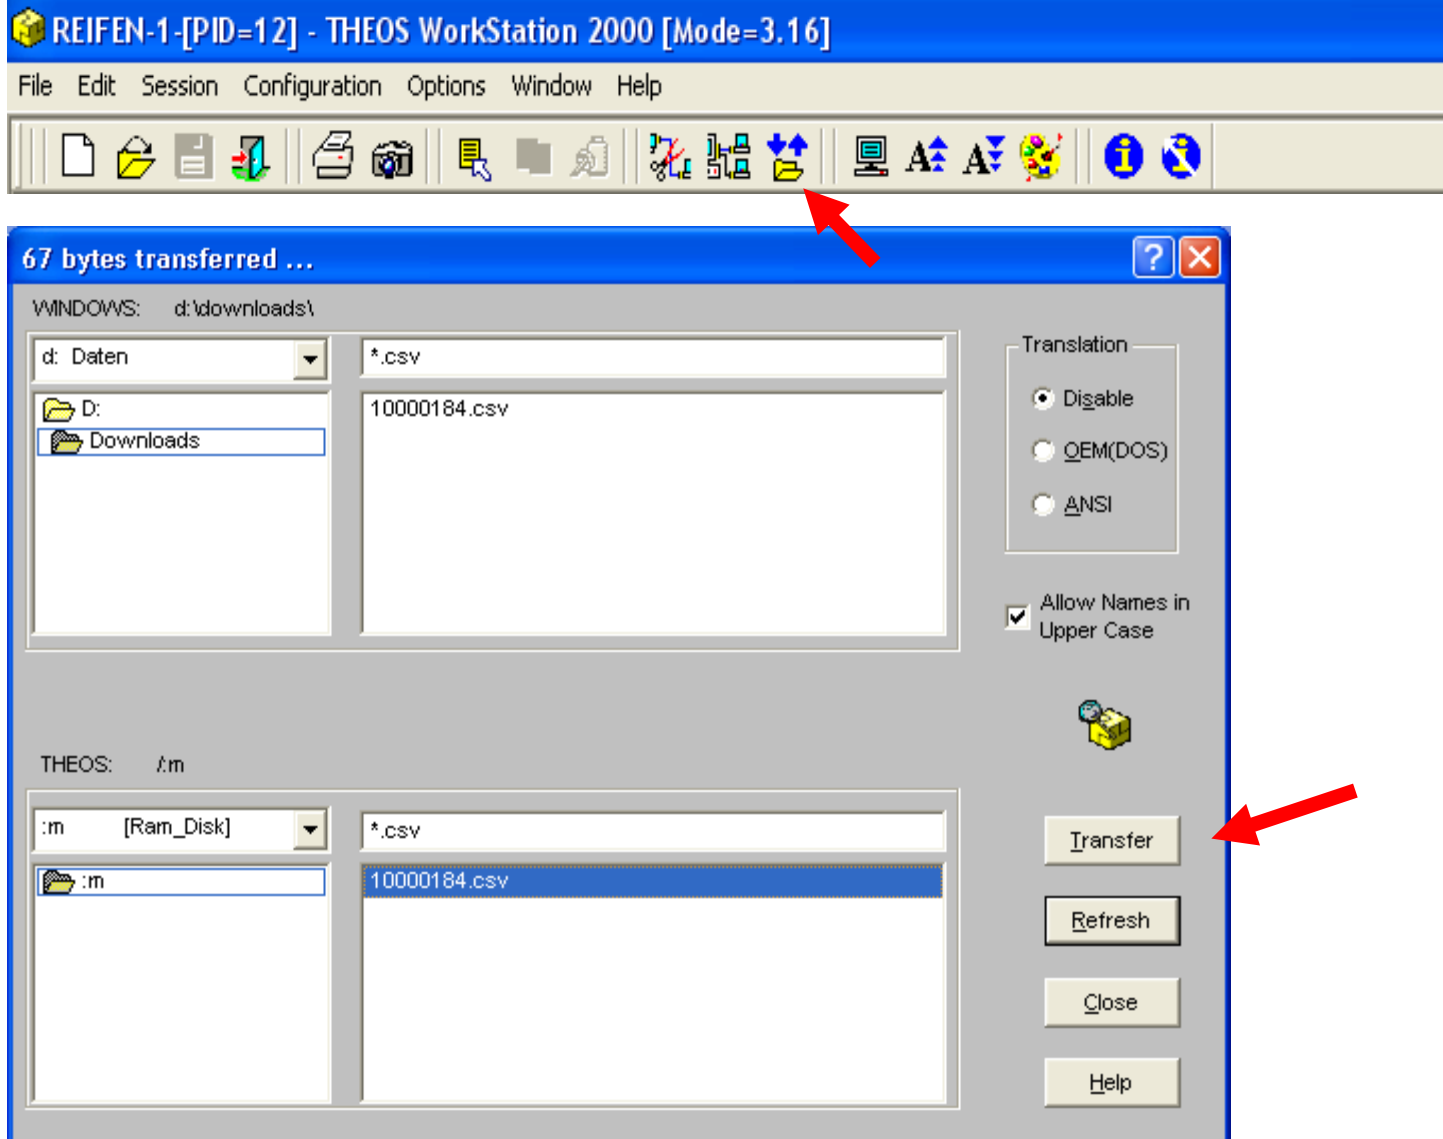 REIFEN-1-[PID=12] - THEOS WorkStation 2000 [Mode=3.16]
File Edit Session Configuration Options Window Help
67 bytes transferred ...
WINDOWS: d:\downloads\
d: Daten
*.csv
D:
Downloads
10000184.csv
Translation
Disable
OEM(DOS)
ANSI
Allow Names in
Upper Case
THEOS: /:m
:m [Ram_Disk]
*.csv
:m
10000184.csv
Transfer
Refresh
Close
Help